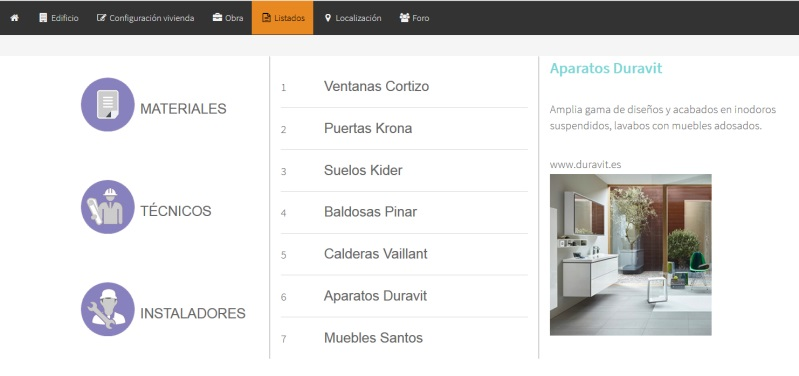 Edificio
Configuración vivienda
Obra
Listados
Localización
Foro
MATERIALES
TÉCNICOS
INSTALADORES
1 Ventanas Cortizo
2 Puertas Krona
3 Suelos Kider
4 Baldosas Pinar
5 Calderas Vaillant
6 Aparatos Duravit
7 Muebles Santos
Aparatos Duravit
Amplia gama de diseños y acabados en inodoros
suspendidos, lavabos con muebles adosados.
www.duravit.es